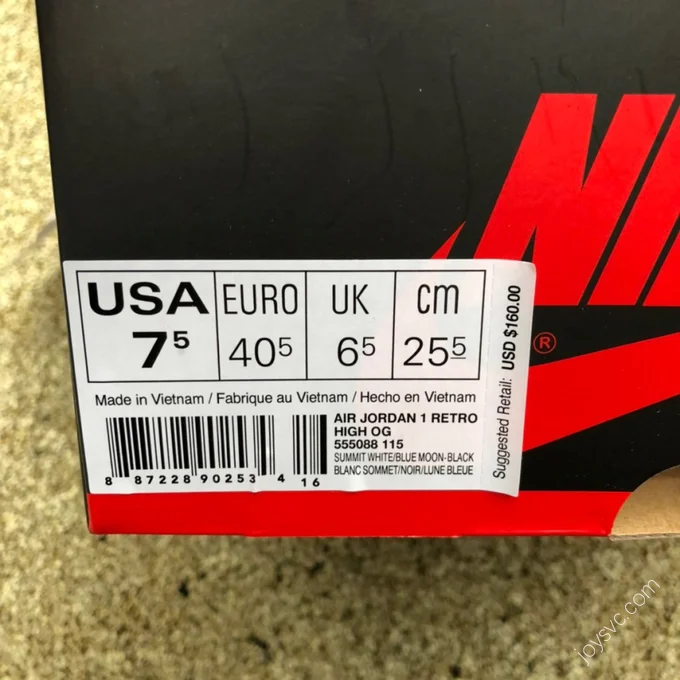 NI
®
USA EURO UK cm
7⁵ 40⁵ 6⁵ 25⁵
Made in Vietnam / Fabrique au Vietnam / Hecho en Vietnam
AIR JORDAN 1 RETRO
HIGH OG
555088 115
SUMMIT WHITE/BLUE MOON-BLACK
BLANC SOMMET/NOIR/LUNE BLEUE
8 87228 90253 4 16
Suggested Retail: USD $160.00
joysvc.com